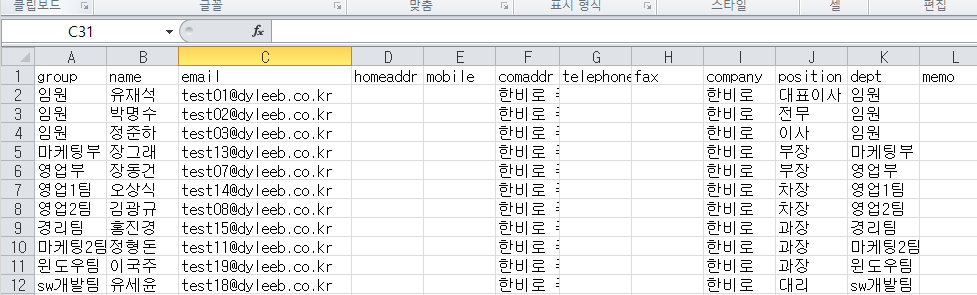 클립보드 글꼴 맞춤 표시 형식 스타일 셀 편집
C31 fx
A B C D E F G H I J K L
1 group name email homeaddr mobile comaddr telephone fax company position dept memo
2 임원 유재석 test01@dyleeb.co.kr 한비로 한비로 대표이사 임원
3 임원 박명수 test02@dyleeb.co.kr 한비로 한비로 전무 임원
4 임원 정준하 test03@dyleeb.co.kr 한비로 한비로 이사 임원
5 마케팅부 장그래 test13@dyleeb.co.kr 한비로 한비로 부장 마케팅부
6 영업부 장동건 test07@dyleeb.co.kr 한비로 한비로 부장 영업부
7 영업1팀 오상식 test14@dyleeb.co.kr 한비로 한비로 차장 영업1팀
8 영업2팀 김광규 test08@dyleeb.co.kr 한비로 한비로 차장 영업2팀
9 경리팀 홍진경 test15@dyleeb.co.kr 한비로 한비로 과장 경리팀
10 마케팅2팀 정형돈 test11@dyleeb.co.kr 한비로 한비로 과장 마케팅2팀
11 윈도우팀 이국주 test19@dyleeb.co.kr 한비로 한비로 과장 윈도우팀
12 sw개발팀 유세윤 test18@dyleeb.co.kr 한비로 한비로 대리 sw개발팀